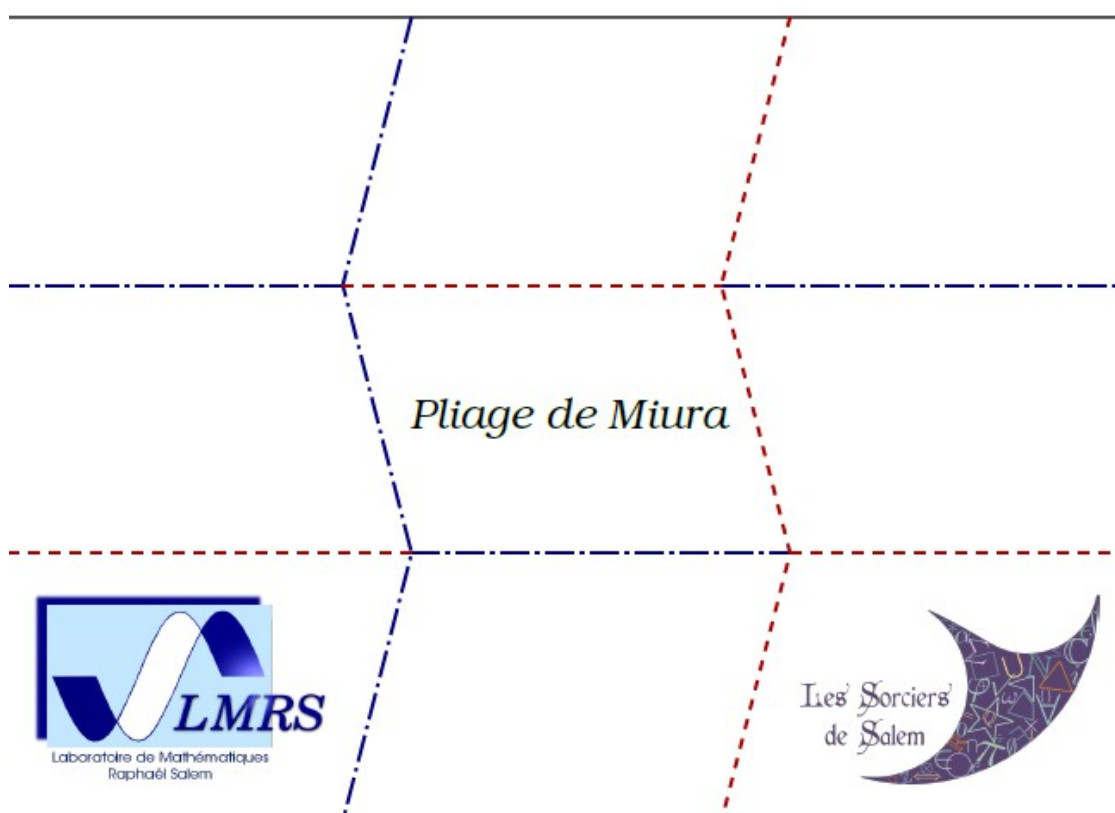 Pliage de Miura
LMRS
Laboratoire de Mathématiques
Raphaël Salem
Les Sorciers
de Salem